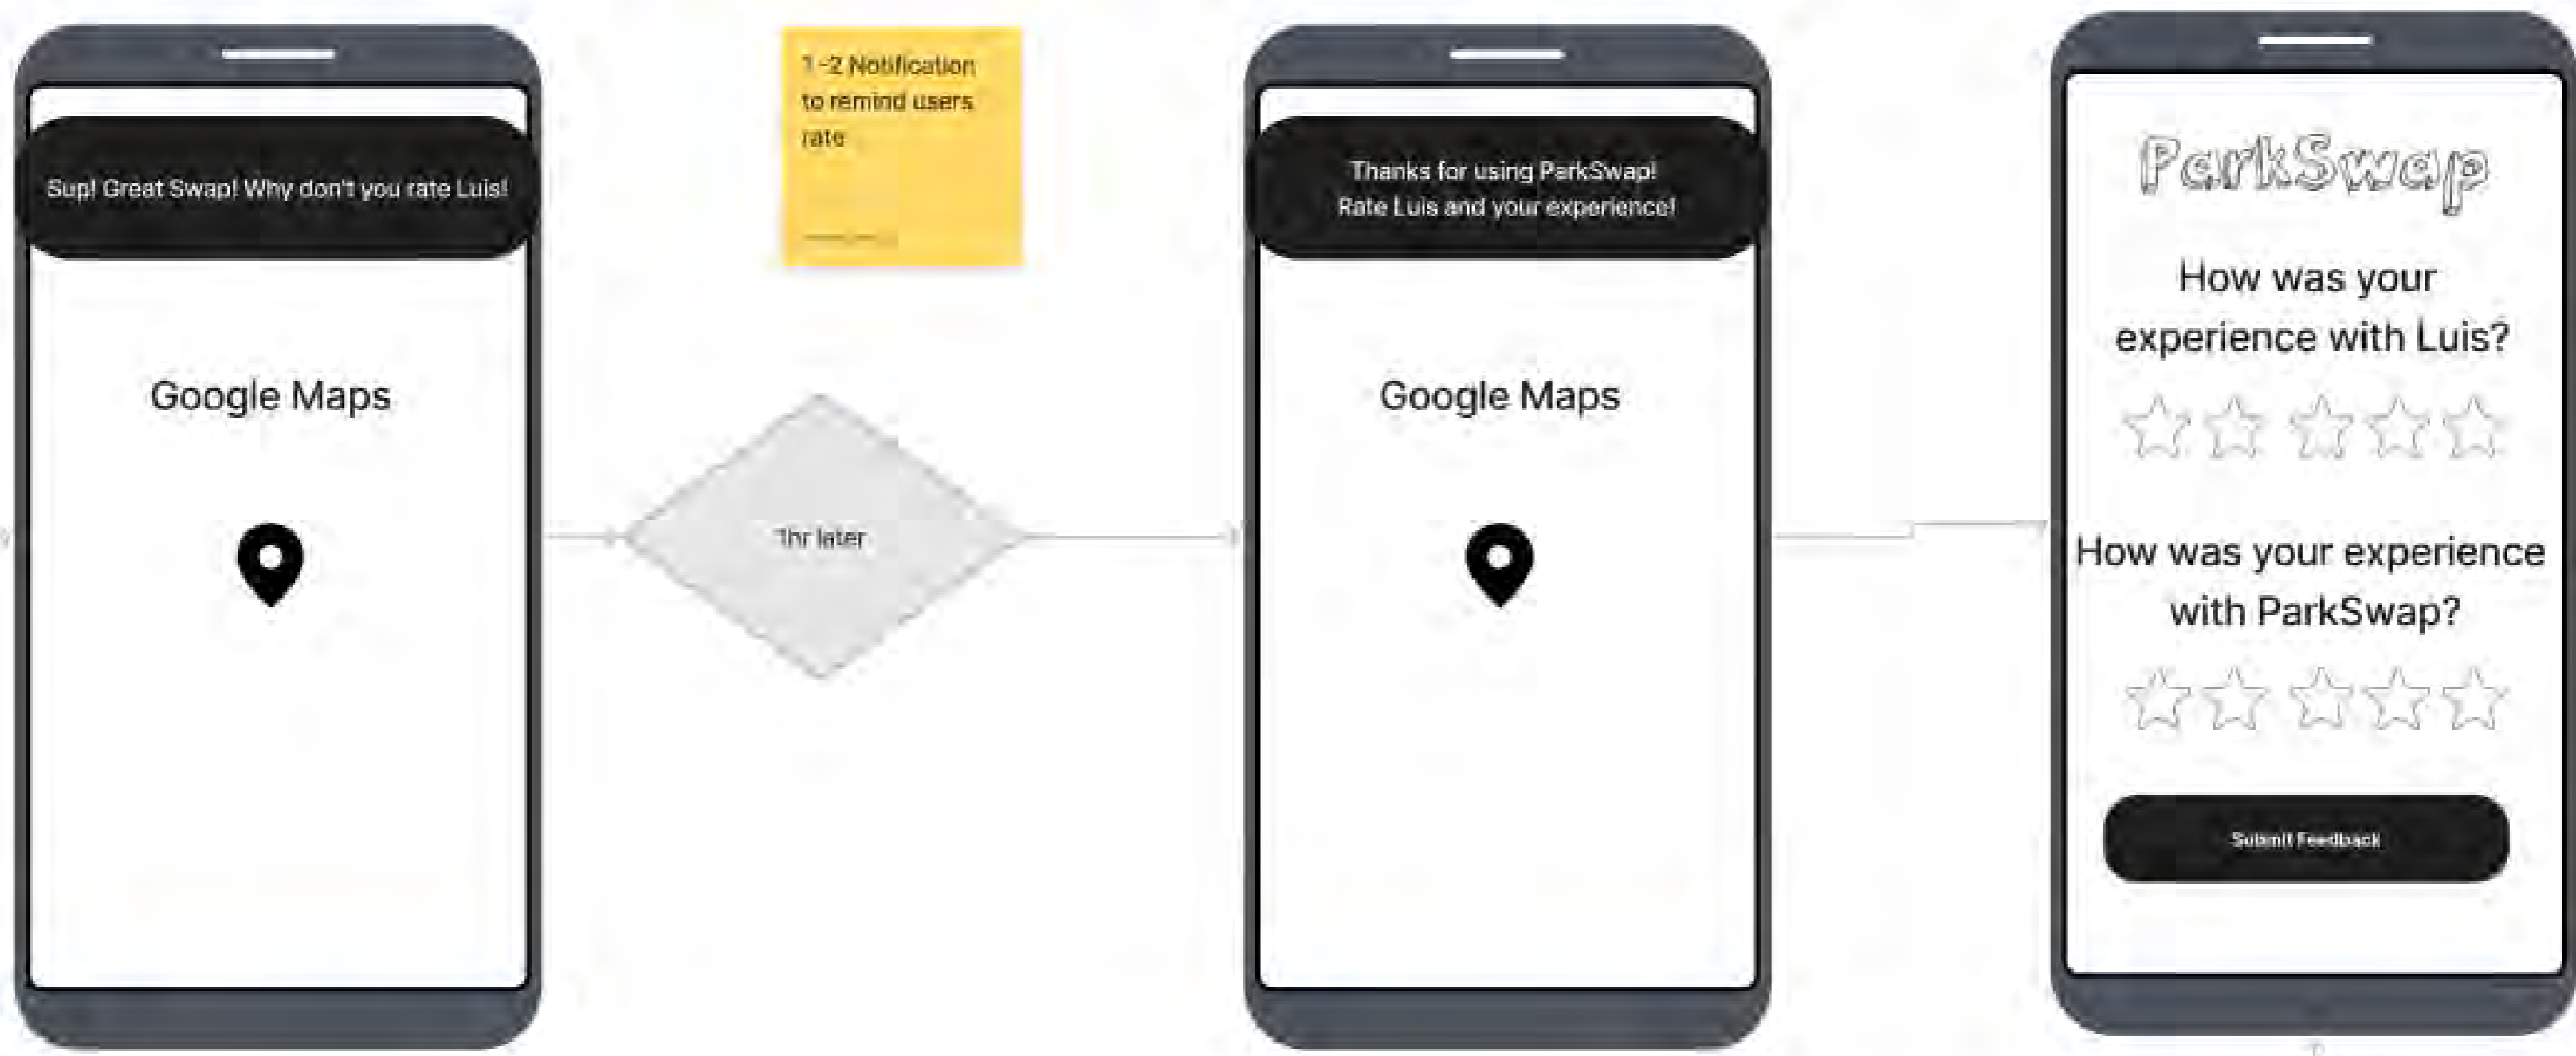 Sup! Great Swap! Why don't you rate Luis!
Google Maps
1 -2 Notification
to remind users
rate
1hr later
Thanks for using ParkSwap!
Rate Luis and your experience!
Google Maps
ParkSwap
How was your
experience with Luis?
How was your experience
with ParkSwap?
Submit Feedback